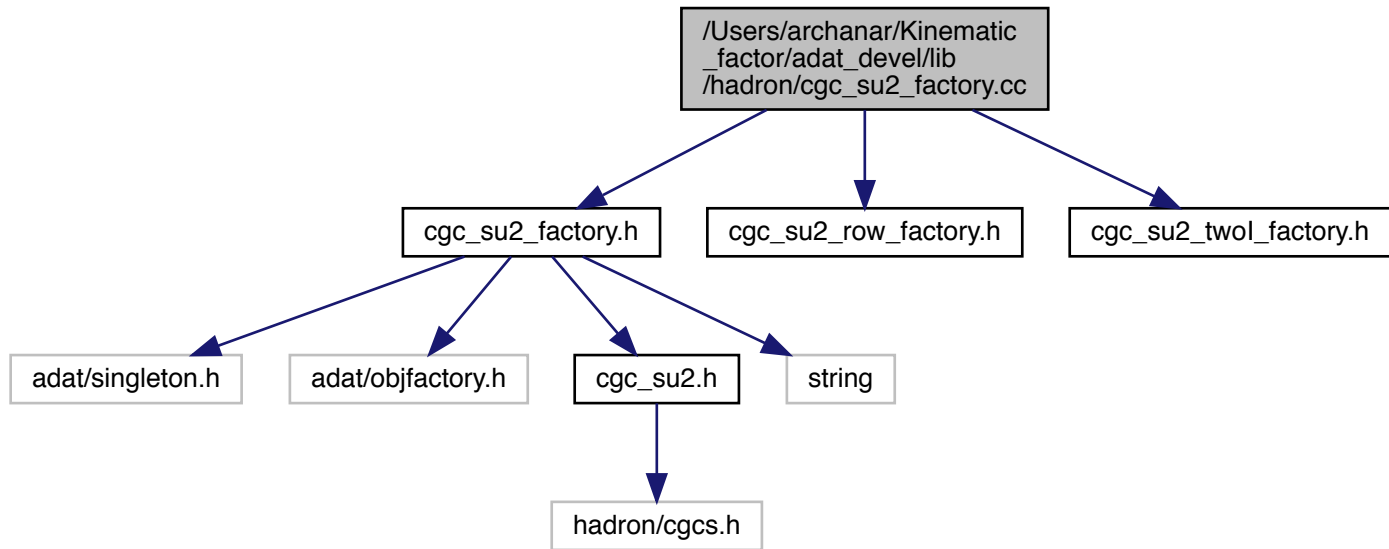 /Users/archanar/Kinematic
_factor/adat_devel/lib
/hadron/cgc_su2_factory.cc
cgc_su2_factory.h
cgc_su2_row_factory.h
cgc_su2_twoI_factory.h
adat/singleton.h
adat/objfactory.h
cgc_su2.h
string
hadron/cgcs.h